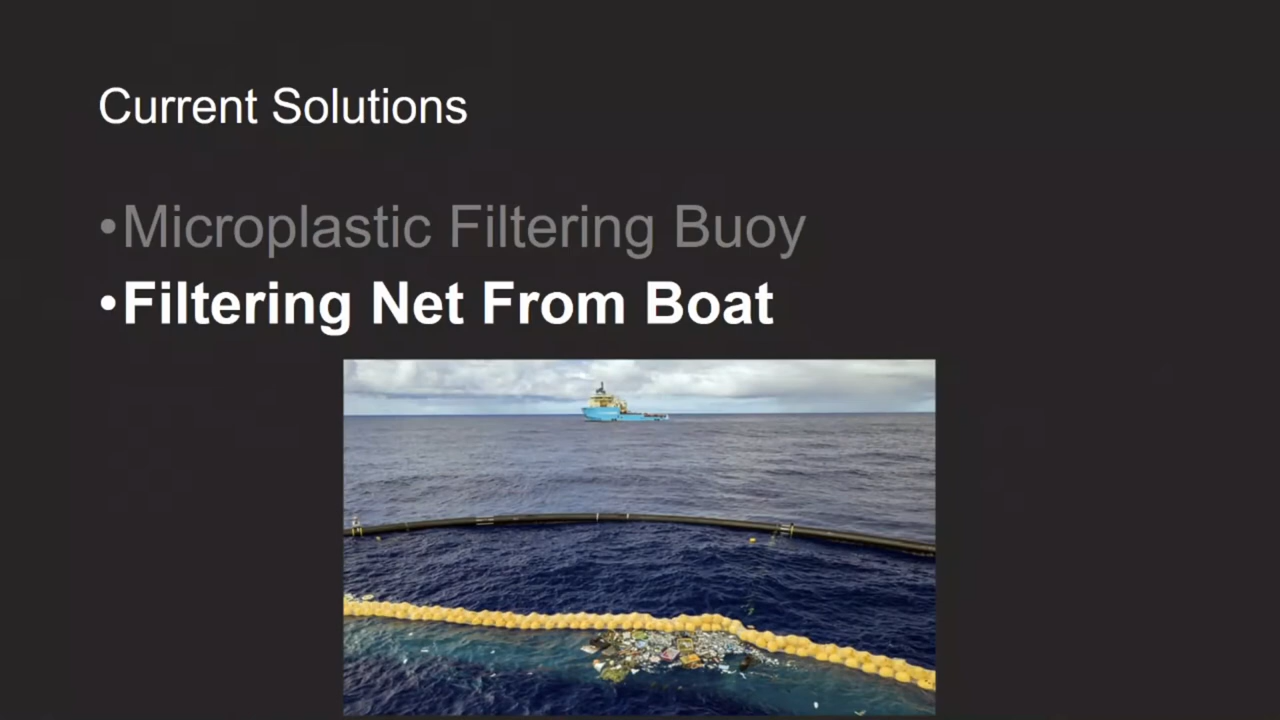 Current Solutions
•Microplastic Filtering Buoy
•Filtering Net From Boat